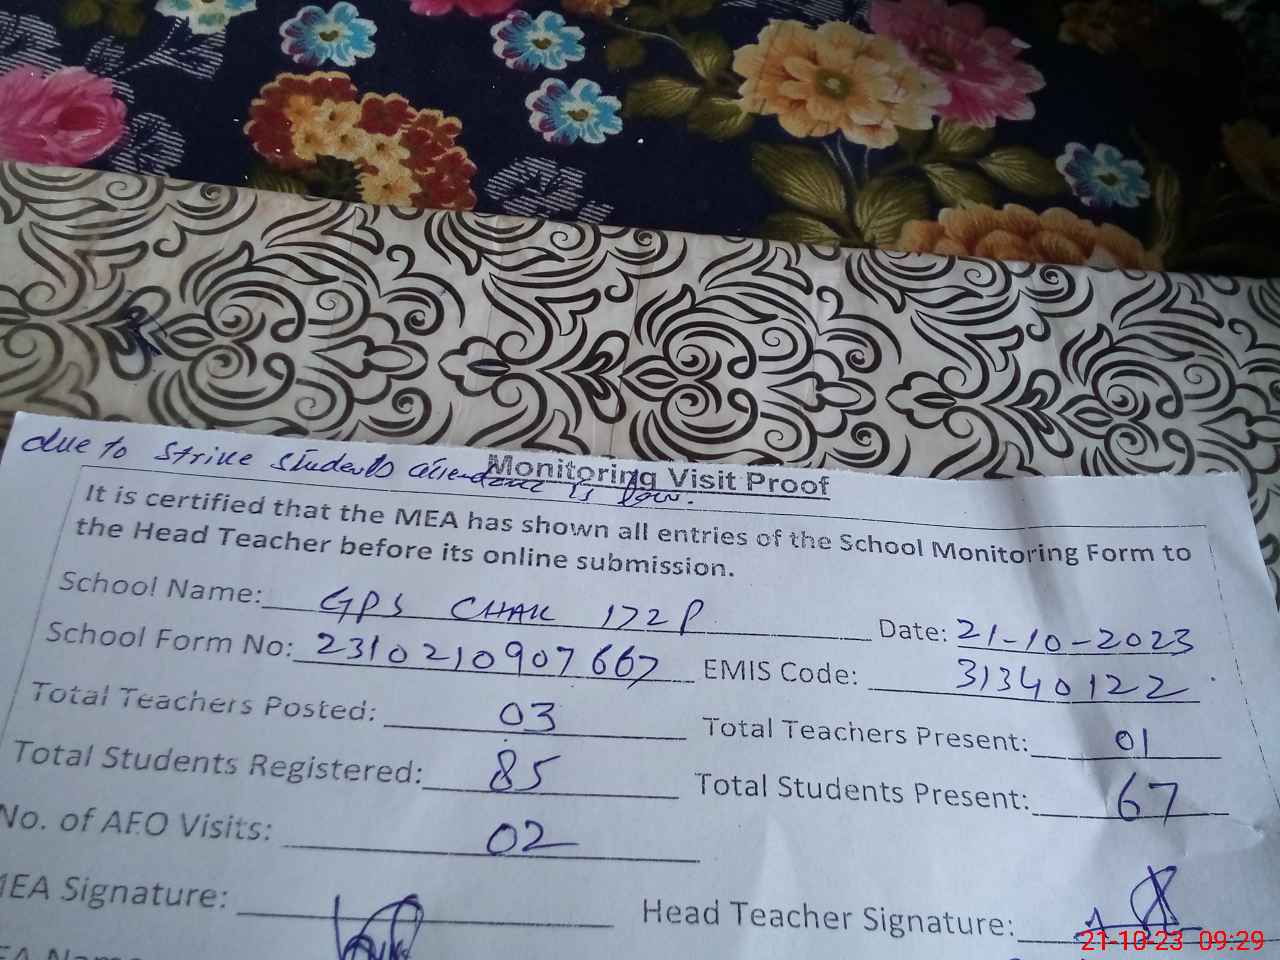 due to strike students attendance is low.
Monitoring Visit Proof
It is certified that the MEA has shown all entries of the School Monitoring Form to
the Head Teacher before its online submission.
School Name: GPS CHAK 172P Date: 21-10-2023
School Form No: 2310210907667 EMIS Code: 31340122
Total Teachers Posted: 03 Total Teachers Present: 01
Total Students Registered: 85 Total Students Present: 67
No. of AEO Visits: 02
MEA Signature: Head Teacher Signature:
21-10-23 09:29